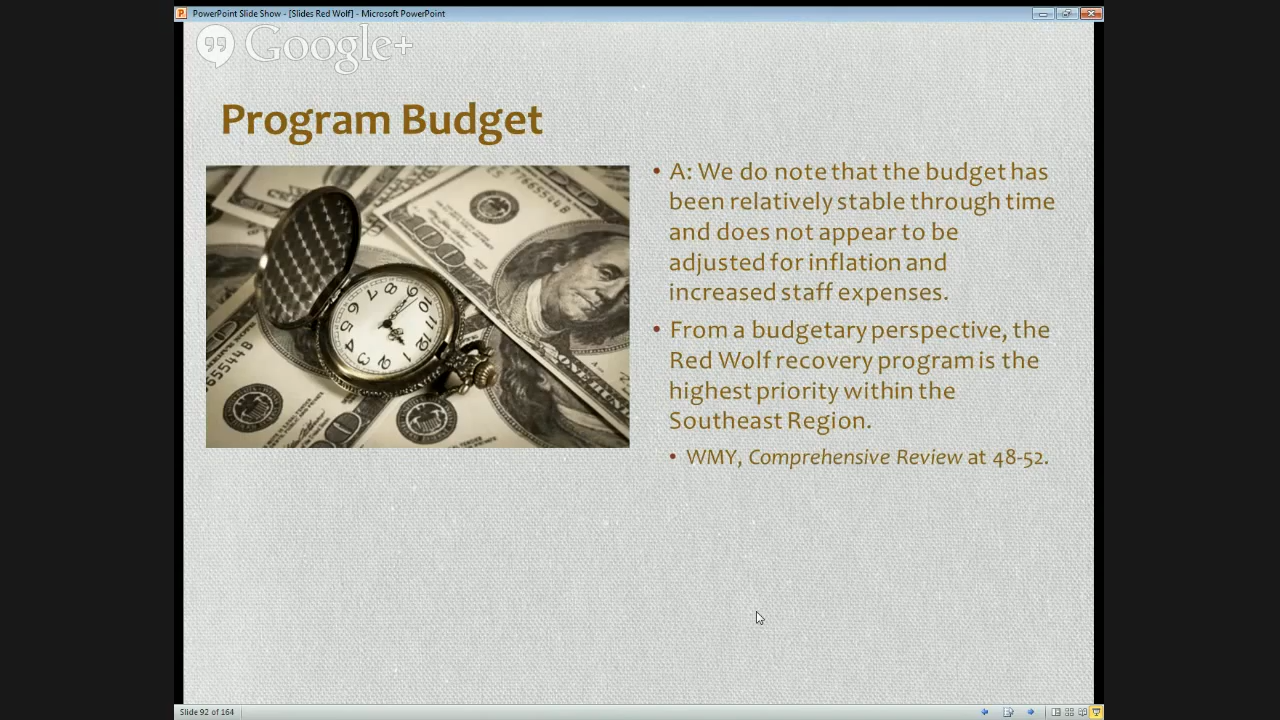 PowerPoint Slide Show - [Slides Red Wolf] - Microsoft PowerPoint
Google+
Program Budget
• A: We do note that the budget has
been relatively stable through time
and does not appear to be
adjusted for inflation and
increased staff expenses.
• From a budgetary perspective, the
Red Wolf recovery program is the
highest priority within the
Southeast Region.
• WMY, Comprehensive Review at 48-52.
Slide 92 of 164